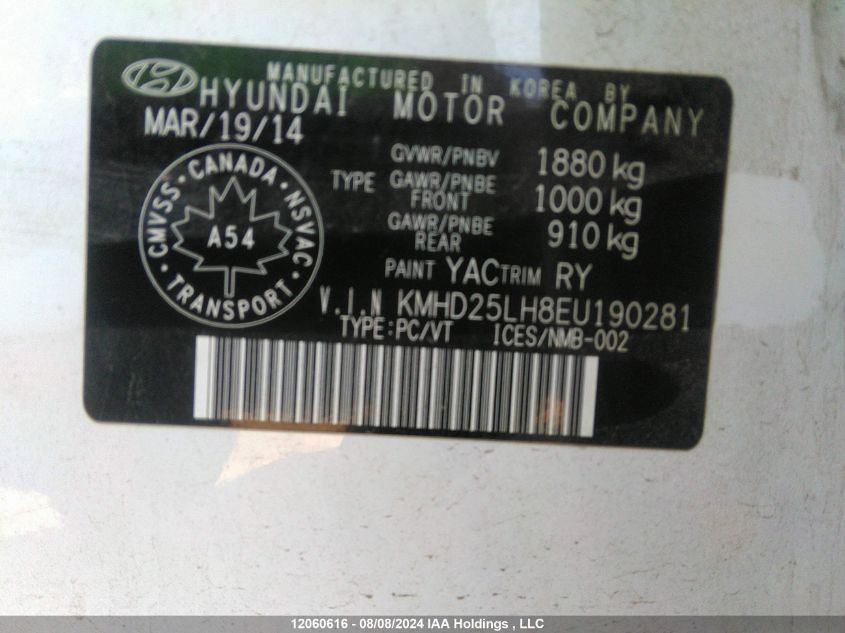 MANUFACTURED IN KOREA BY
HYUNDAI MOTOR COMPANY
MAR/19/14
CMVSS · CANADA · NSVAC · TRANSPORT ·
A54
GVWR/PNBV 1880 kg
TYPE GAWR/PNBE FRONT 1000 kg
GAWR/PNBE REAR 910 kg
PAINT YAC TRIM RY
V.I.N KMHD25LH8EU190281
TYPE:PC/VT ICES/NMB-002
12060616 - 08/08/2024 IAA Holdings , LLC